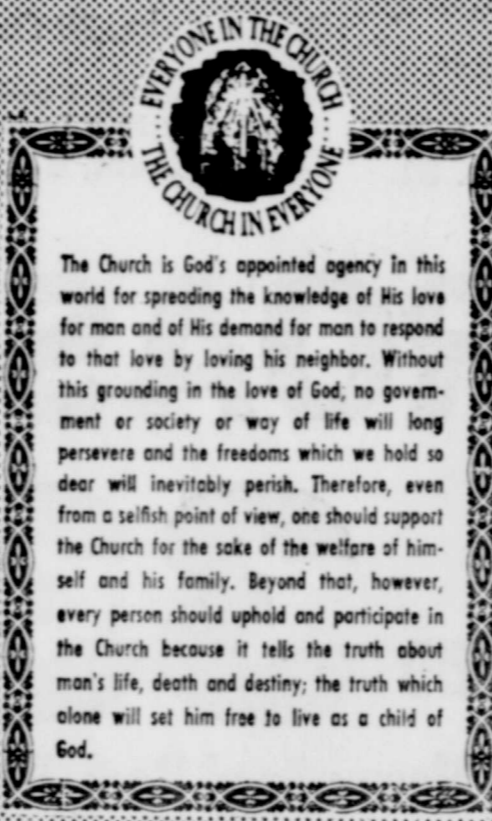 EVERYONE IN THE CHURCH...
THE CHURCH IN EVERYONE...
The Church is God's appointed agency in this
world for spreading the knowledge of His love
for man and of His demand for man to respond
to that love by loving his neighbor. Without
this grounding in the love of God, no govern-
ment or society or way of life will long
persevere and the freedoms which we hold so
dear will inevitably perish. Therefore, even
from a selfish point of view, one should support
the Church for the sake of the welfare of him-
self and his family. Beyond that, however,
every person should uphold and participate in
the Church because it tells the truth about
man's life, death and destiny; the truth which
alone will set him free to live as a child of
God.